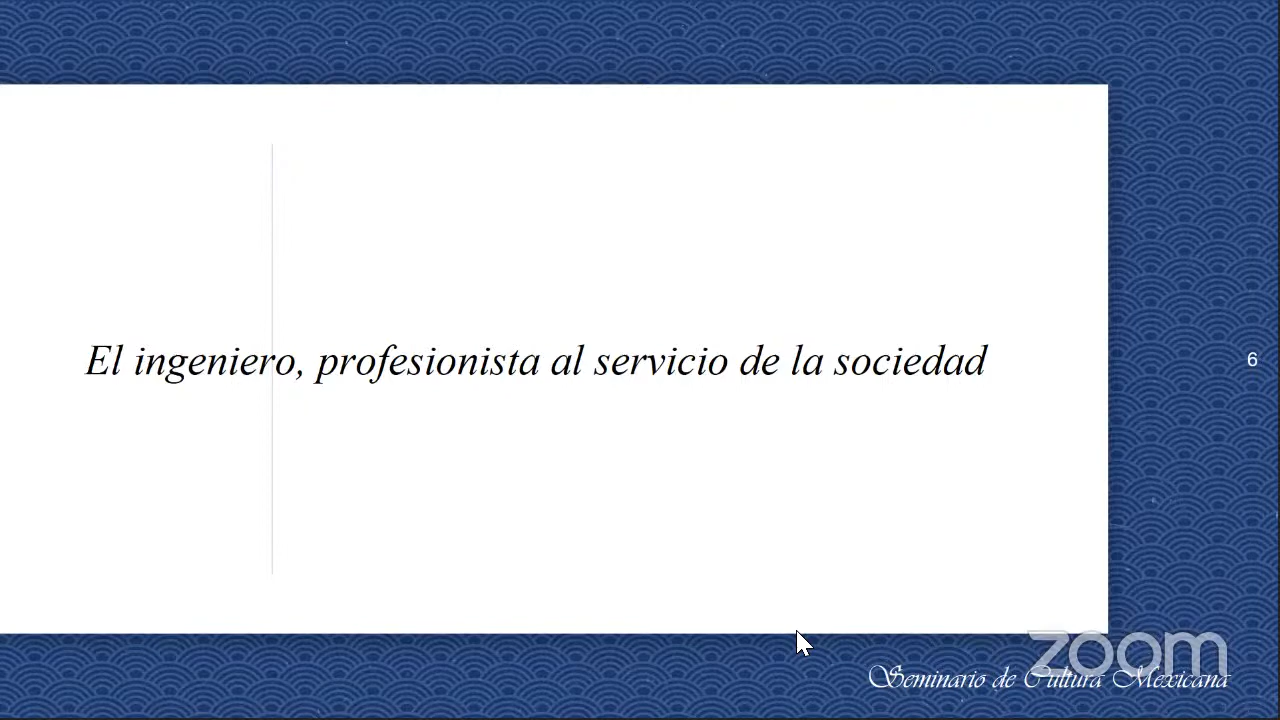 El ingeniero, profesionista al servicio de la sociedad
6
zoom
Seminario de Cultura Mexicana